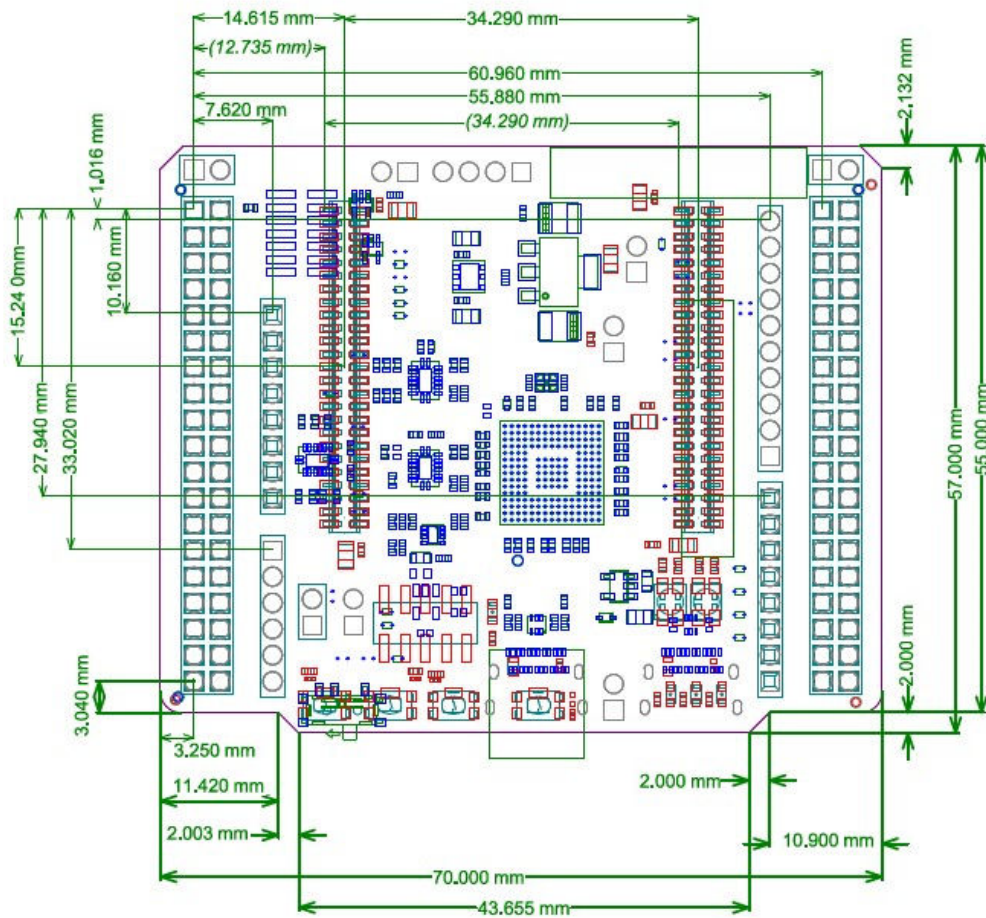 14.615 mm
34.290 mm
(12.735 mm)
60.960 mm
55.880 mm
7.620 mm
(34.290 mm)
2.132 mm
1.016 mm
15.24 0mm
10.160 mm
27.940 mm
33.020 mm
57.000 mm
55.000 mm
3.040 mm
2.000 mm
3.250 mm
11.420 mm
2.000 mm
2.003 mm
10.900 mm
70.000 mm
43.655 mm